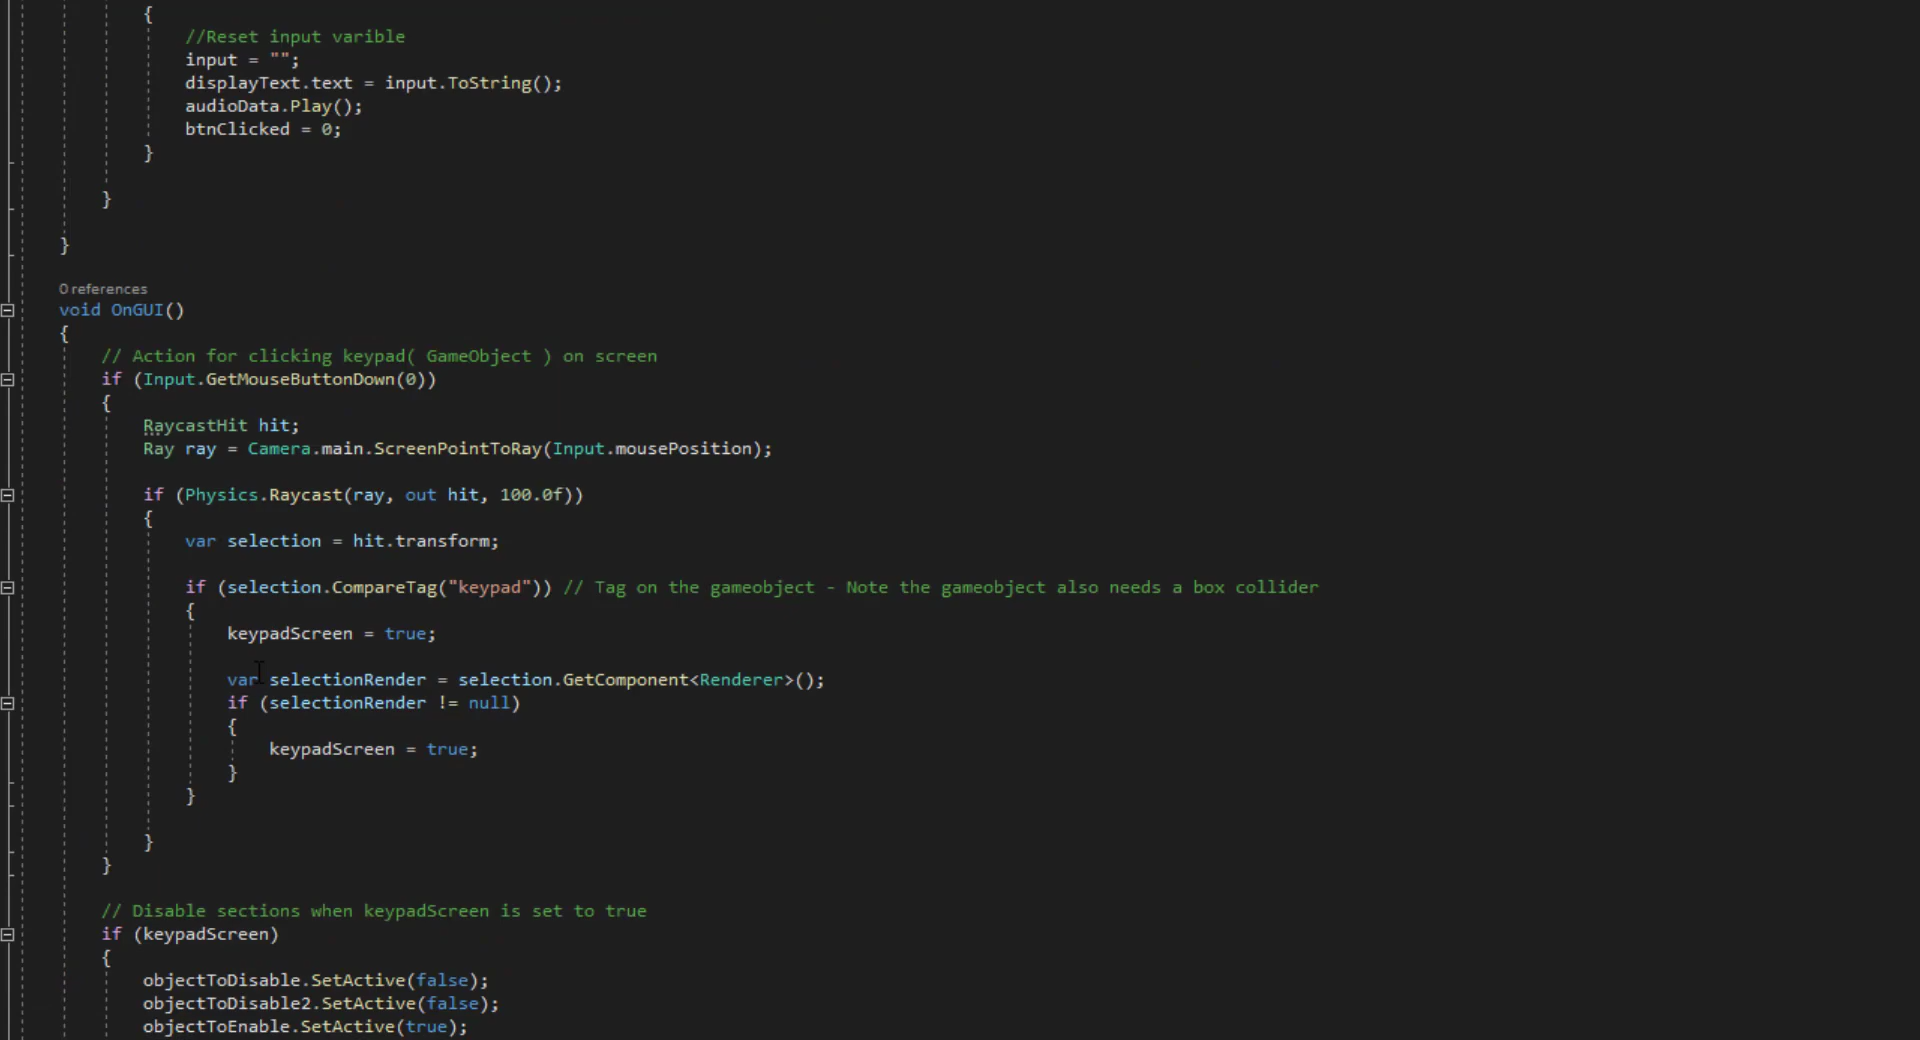 {
//Reset input varible
input = "";
displayText.text = input.ToString();
audioData.Play();
btnClicked = 0;
}
}
}
0 references
void OnGUI()
{
// Action for clicking keypad( GameObject ) on screen
if (Input.GetMouseButtonDown(0))
{
RaycastHit hit;
Ray ray = Camera.main.ScreenPointToRay(Input.mousePosition);
if (Physics.Raycast(ray, out hit, 100.0f))
{
var selection = hit.transform;
if (selection.CompareTag("keypad")) // Tag on the gameobject - Note the gameobject also needs a box collider
{
keypadScreen = true;
var selectionRender = selection.GetComponent<Renderer>();
if (selectionRender != null)
{
keypadScreen = true;
}
}
}
}
// Disable sections when keypadScreen is set to true
if (keypadScreen)
{
objectToDisable.SetActive(false);
objectToDisable2.SetActive(false);
objectToEnable.SetActive(true);